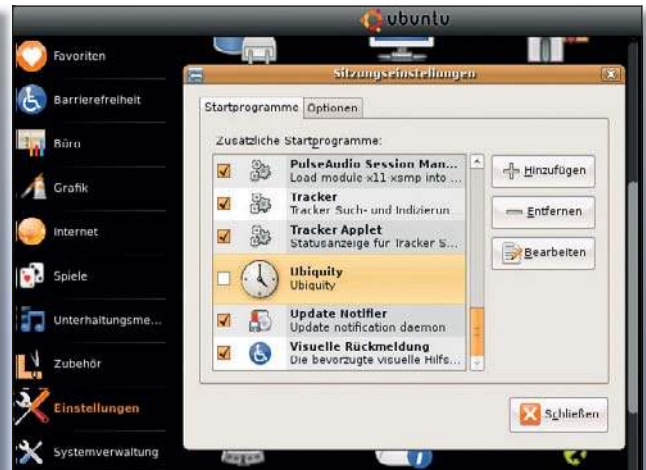 ubuntu
Favoriten
Barrierefreiheit
Büro
Grafik
Internet
Spiele
Unterhaltungsme...
Zubehör
Einstellungen
Systemverwaltung
Sitzungseinstellungen
Startprogramme
Optionen
Zusätzliche Startprogramme:
PulseAudio Session Man...
Load module-x11-xsmp into ...
Tracker
Tracker Such- und Indizierun
Tracker Applet
Statusanzeige für Tracker S...
Ubiquity
Ubiquity
Update Notifier
Update notification daemon
Visuelle Rückmeldung
Die bevorzugte visuelle Hilfs...
Hinzufügen
Entfernen
Bearbeiten
Schließen